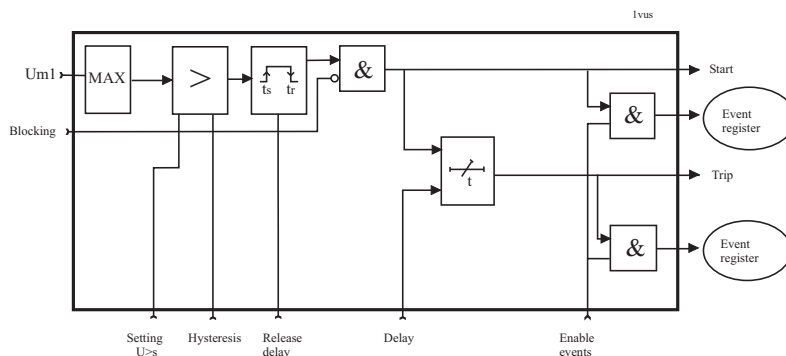 1vus
Um1
MAX
>
ts
tr
&
Start
Blocking
&
Event
register
t
Trip
&
Event
register
Setting
U>s
Hysteresis
Release
delay
Delay
Enable
events